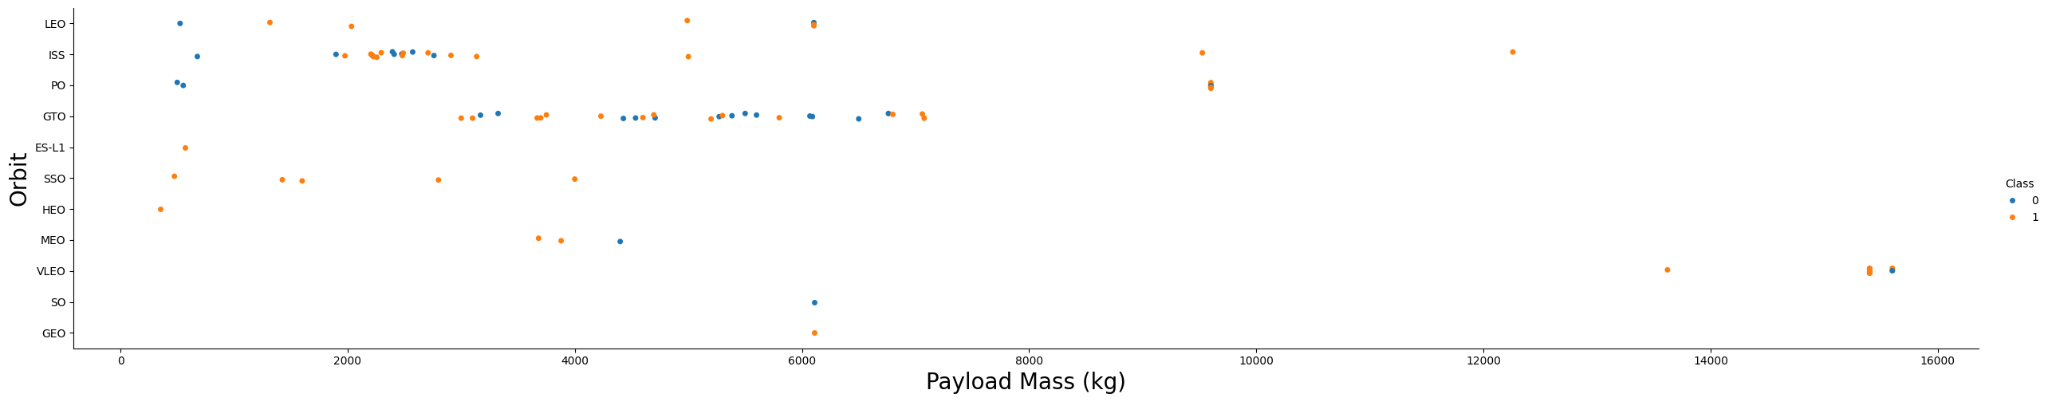 Orbit
LEO
ISS
PO
GTO
ES-L1
SSO
HEO
MEO
VLEO
SO
GEO
0 2000 4000 6000 8000 10000 12000 14000 16000
Payload Mass (kg)
Class
0
1